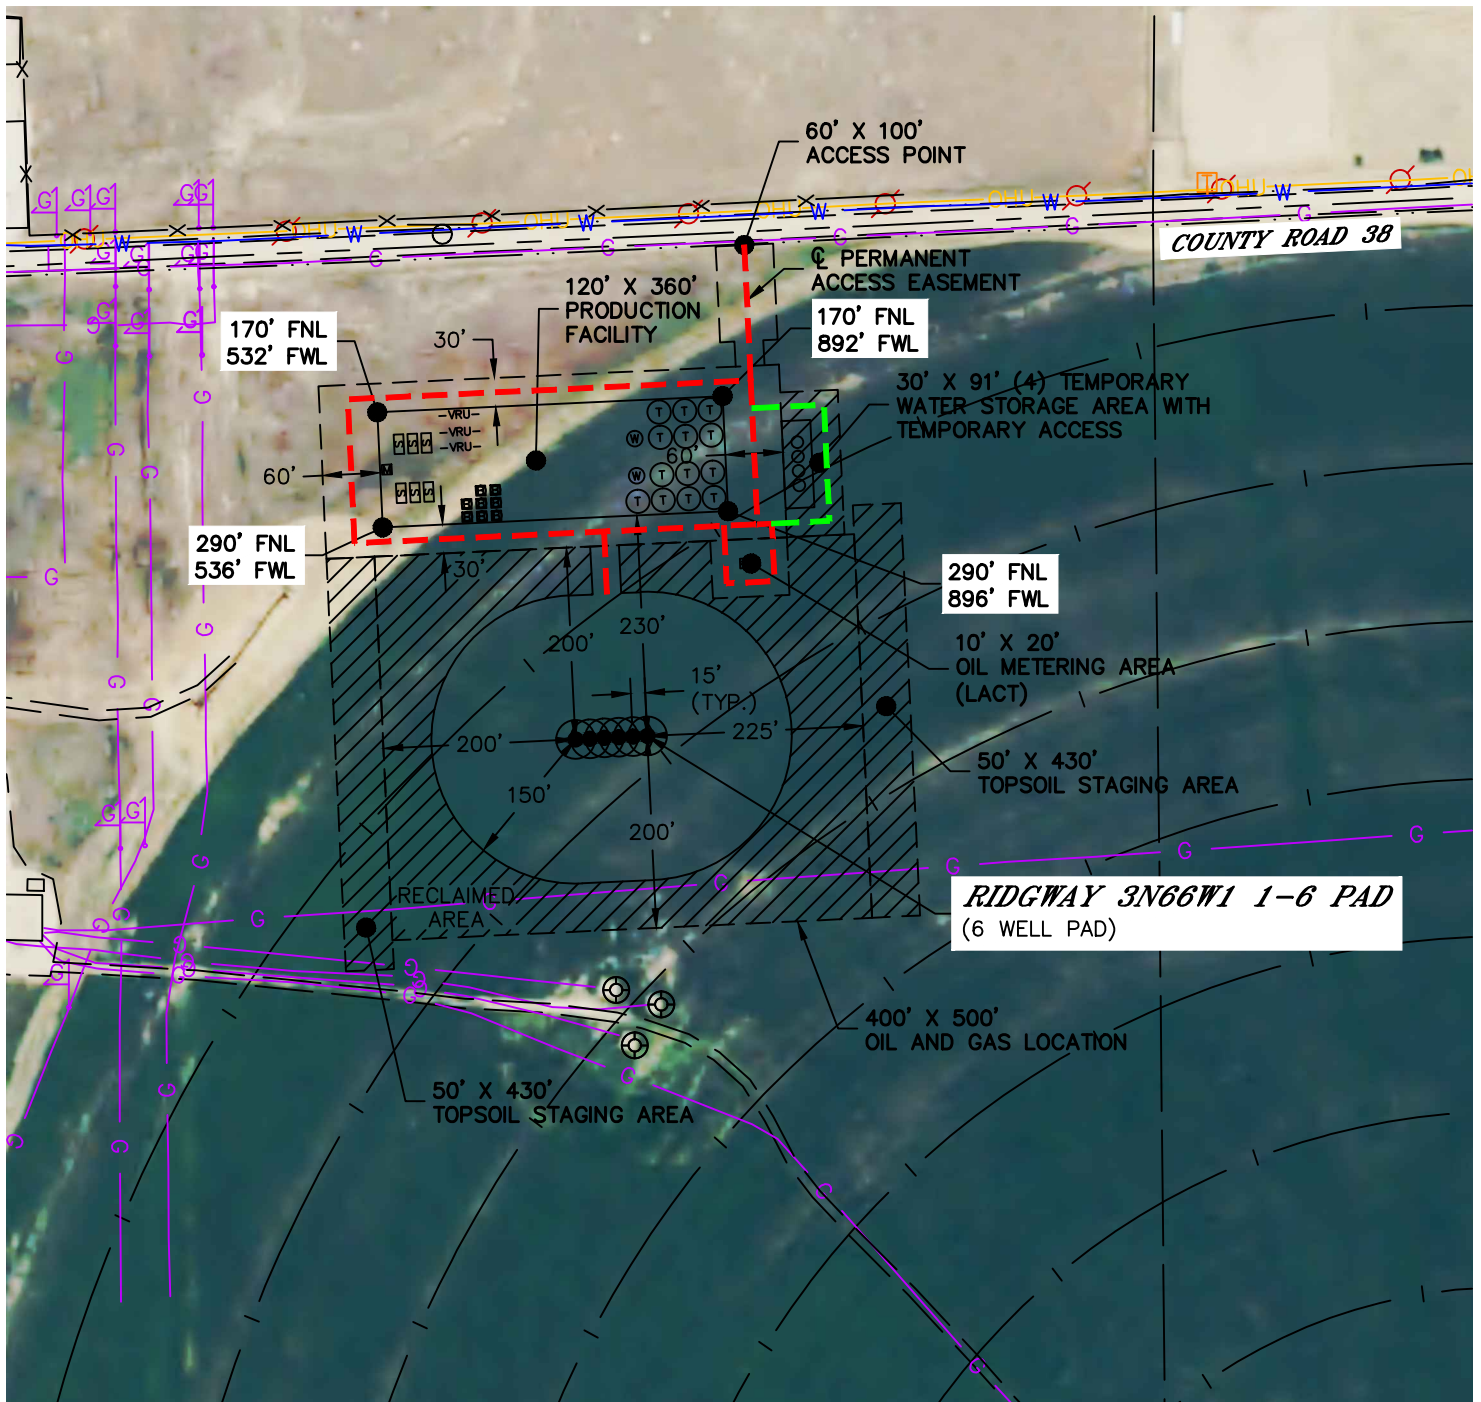 60' X 100'
ACCESS POINT
COUNTY ROAD 38
℄ PERMANENT
ACCESS EASEMENT
120' X 360'
PRODUCTION
FACILITY
170' FNL
532' FWL
30'
170' FNL
892' FWL
30' X 91' (4) TEMPORARY
WATER STORAGE AREA WITH
TEMPORARY ACCESS
-VRU-
-VRU-
-VRU-
60'
60'
290' FNL
536' FWL
30'
290' FNL
896' FWL
10' X 20'
OIL METERING AREA
(LACT)
200'
230'
15'
(TYP.)
200'
225'
150'
200'
50' X 430'
TOPSOIL STAGING AREA
RECLAIMED
AREA
RIDGWAY 3N66W1 1-6 PAD
(6 WELL PAD)
400' X 500'
OIL AND GAS LOCATION
50' X 430'
TOPSOIL STAGING AREA